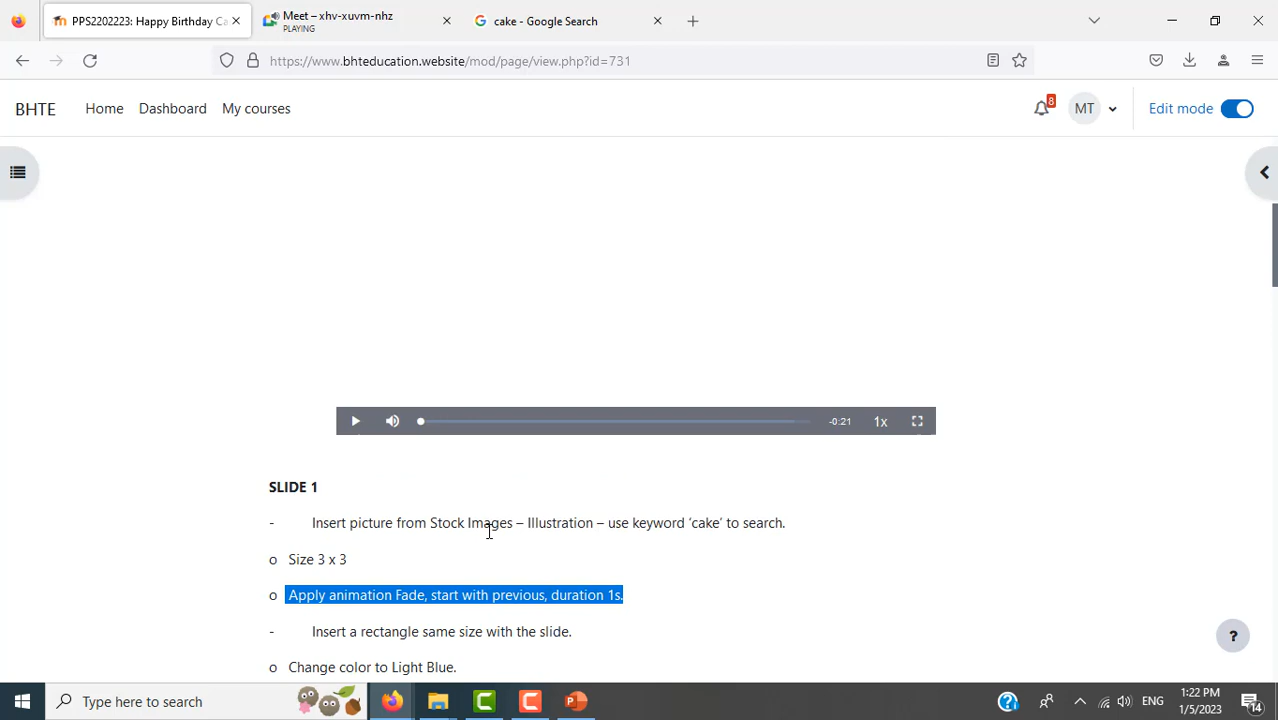 PPS2202223: Happy Birthday Ca
Meet – xhv-xuvm-nhz
PLAYING
cake - Google Search
https://www.bhteducation.website/mod/page/view.php?id=731
BHTE Home Dashboard My courses 8 MT Edit mode
-0:21 1x
SLIDE 1
- Insert picture from Stock Images – Illustration – use keyword ‘cake’ to search.
o Size 3 x 3
o Apply animation Fade, start with previous, duration 1s.
- Insert a rectangle same size with the slide.
o Change color to Light Blue.
?
Type here to search
ENG
1:22 PM
1/5/2023
14